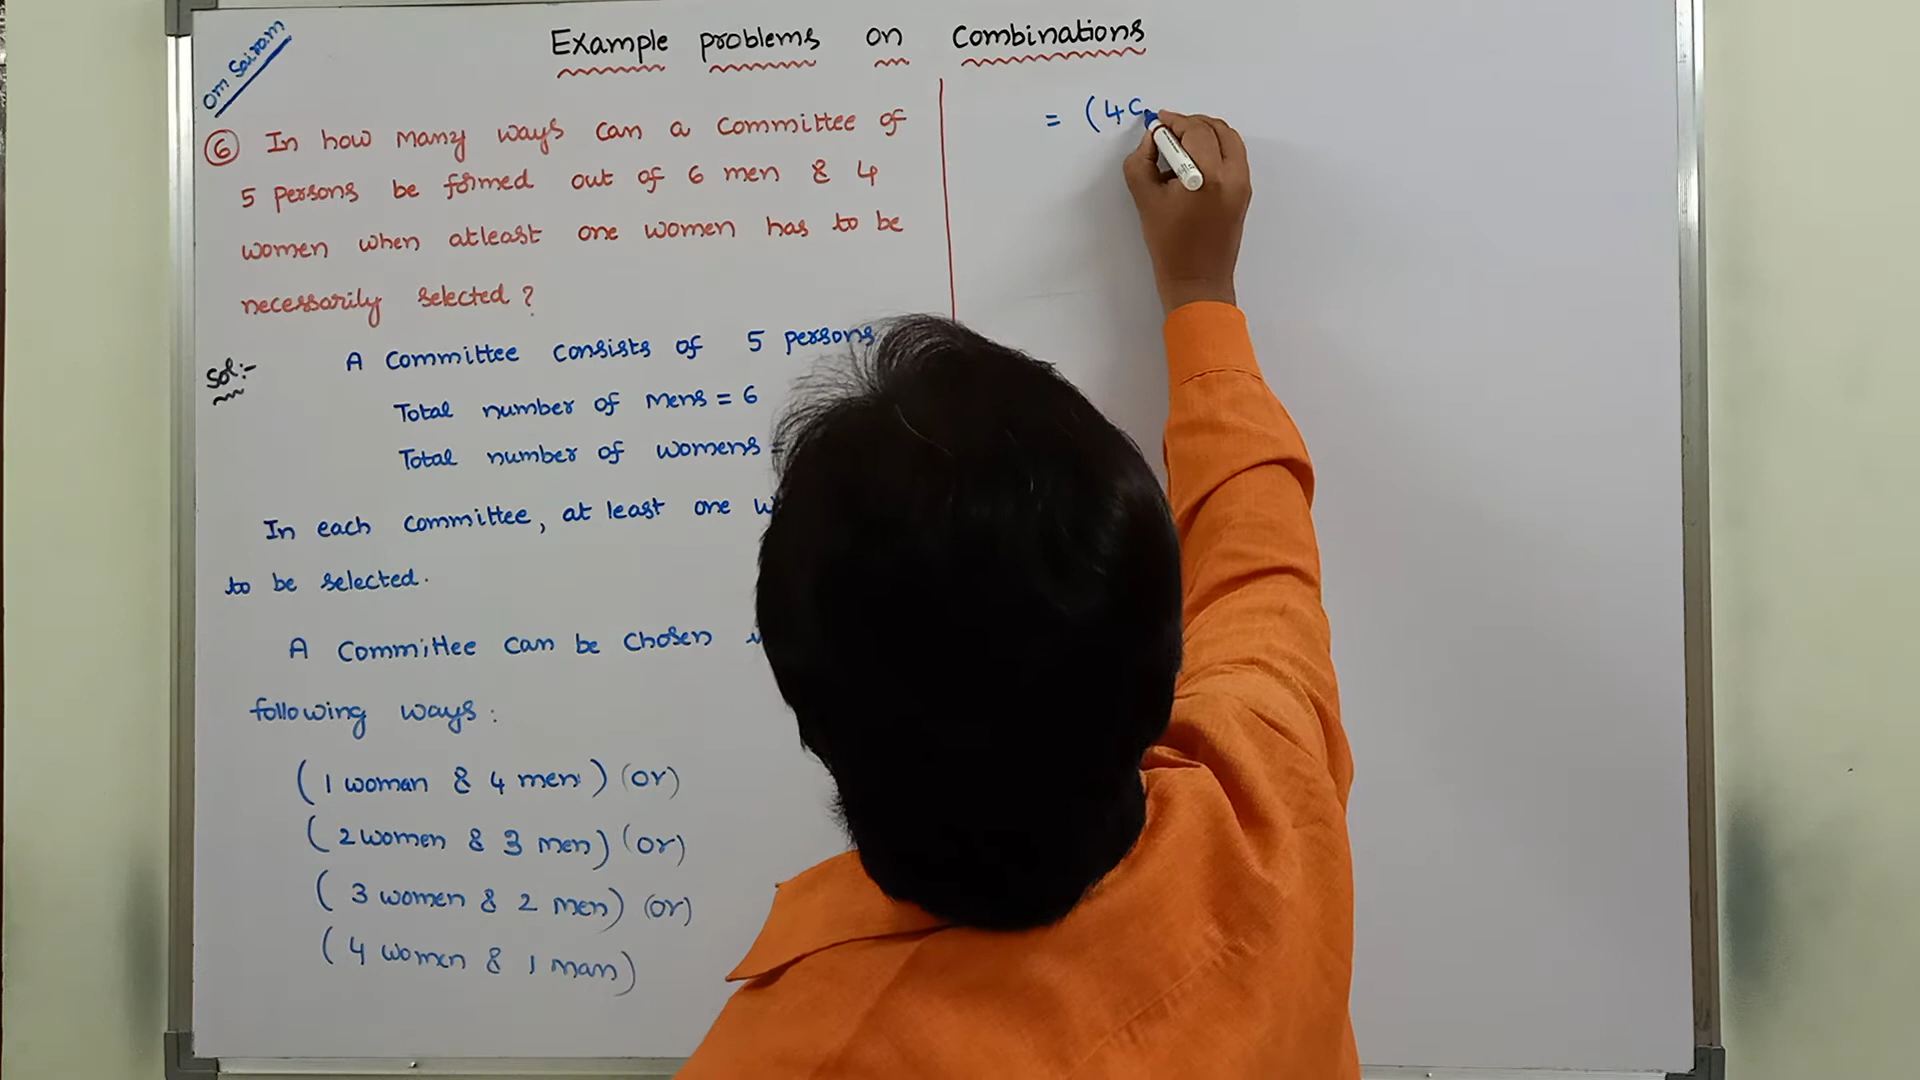 Om Sairam
Example problems on Combinations
⑥ In how many ways can a Committee of
5 persons be formed out of 6 men & 4
women when atleast one women has to be
necessarily selected ?
Sol:-
A Committee Consists of 5 persons
Total number of mens = 6
Total number of womens =
In each committee, at least one
to be selected.
A Committee can be chosen
following ways :
(1 woman & 4 men) (or)
(2 women & 3 men) (or)
(3 women & 2 men) (or)
(4 women & 1 man)
= (4C